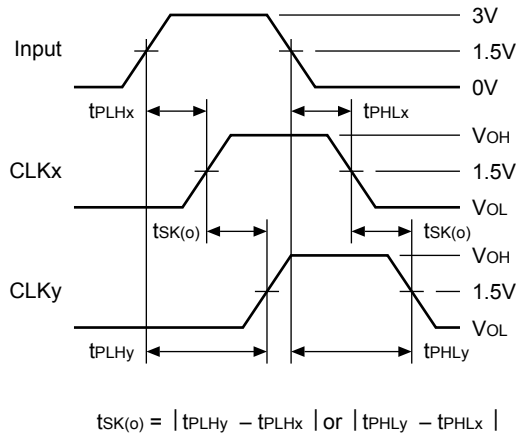 3V
Input 1.5V
0V
tPLHx tPHLx
VOH
CLKx 1.5V
VOL
tSK(o) tSK(o)
VOH
CLKy 1.5V
VOL
tPLHy tPHLy
tSK(o) = | tPLHy – tPLHx | or | tPHLy – tPHLx |